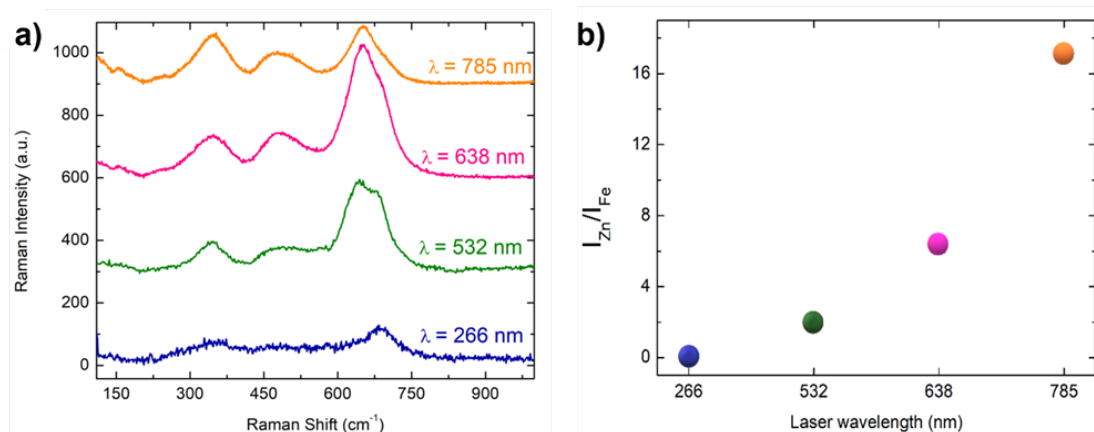 a)
1000
800
600
400
200
0
150
300
450
600
750
900
Raman Intensity (a.u.)
Raman Shift (cm⁻¹)
λ = 785 nm
λ = 638 nm
λ = 532 nm
λ = 266 nm
b)
16
12
8
4
0
266
532
638
785
I_Zn/I_Fe
Laser wavelength (nm)